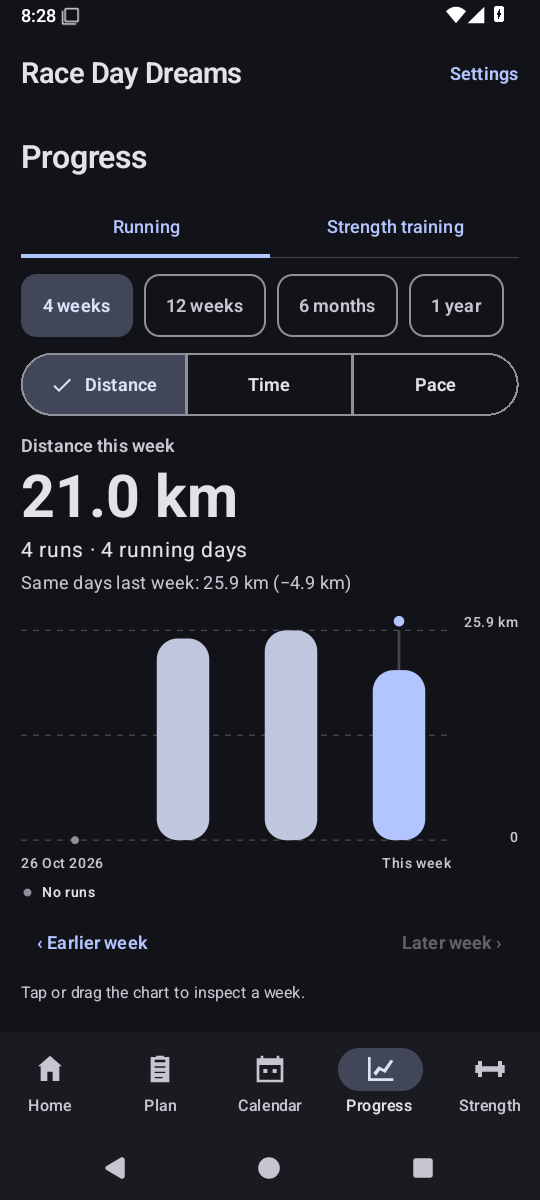 8:28
Race Day Dreams
Settings
Progress
Running
Strength training
4 weeks
12 weeks
6 months
1 year
Distance
Time
Pace
Distance this week
21.0 km
4 runs · 4 running days
Same days last week: 25.9 km (−4.9 km)
25.9 km
0
26 Oct 2026
This week
No runs
‹ Earlier week
Later week ›
Tap or drag the chart to inspect a week.
Home
Plan
Calendar
Progress
Strength